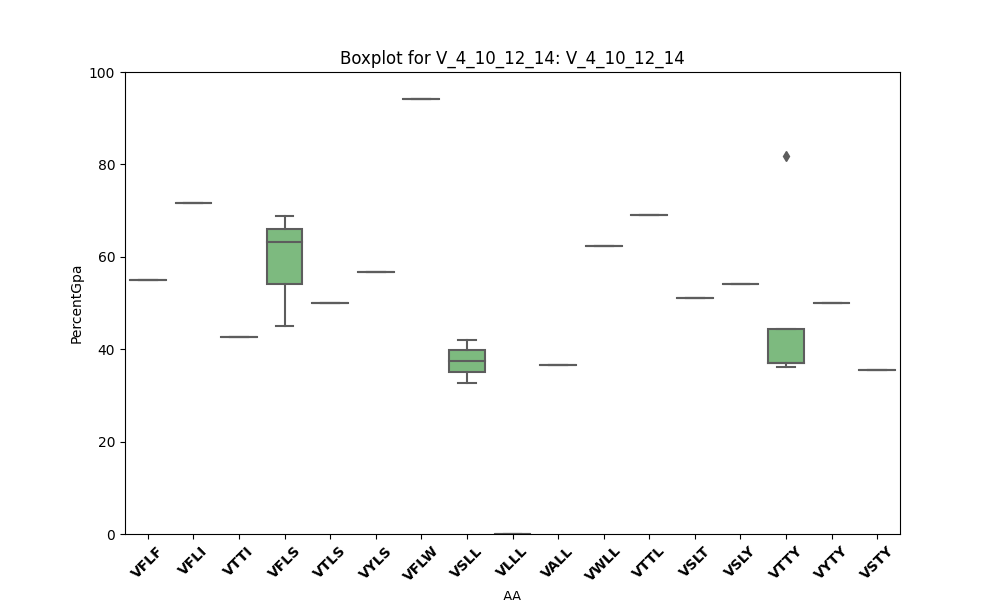 Boxplot for V_4_10_12_14: V_4_10_12_14
PercentGpa
100
80
60
40
20
0
VFLF VFLI VTTI VFLS VTLS VYLS VFLW VSLL VLLL VALL VWLL VTTL VSLT VSLY VTTY VYTY VSTY
AA